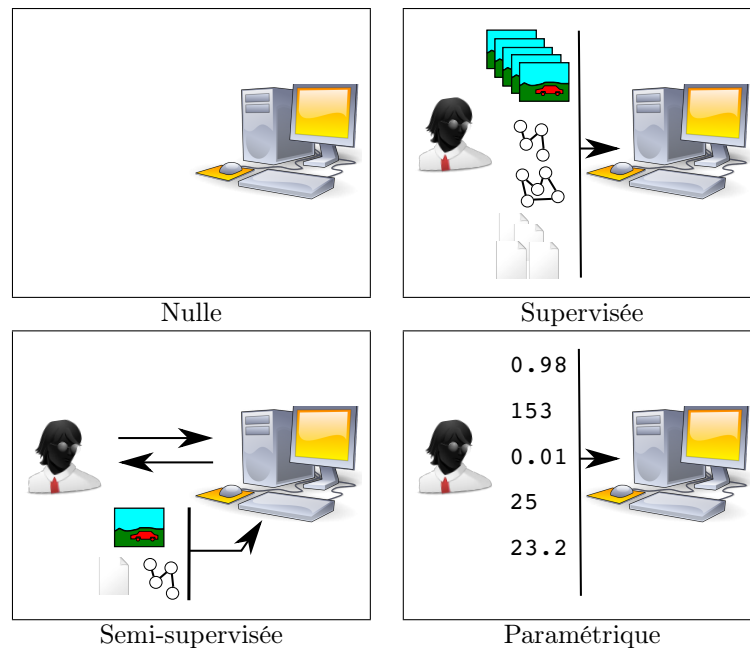 Nulle
Supervisée
0.98
153
0.01
25
23.2
Semi-supervisée
Paramétrique